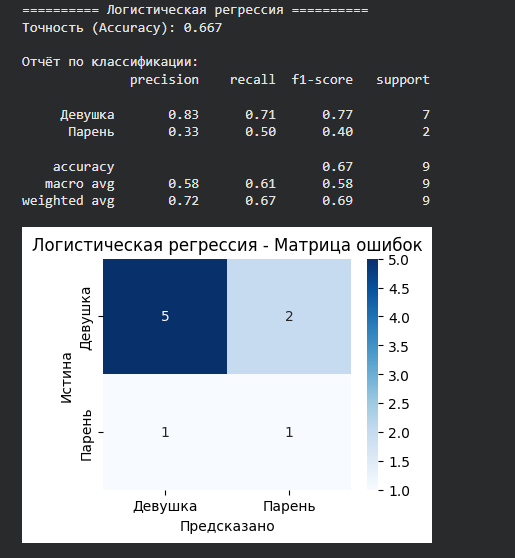 ========== Логистическая регрессия ==========
Точность (Accuracy): 0.667
Отчёт по классификации:
precision recall f1-score support
Девушка 0.83 0.71 0.77 7
Парень 0.33 0.50 0.40 2
accuracy 0.67 9
macro avg 0.58 0.61 0.58 9
weighted avg 0.72 0.67 0.69 9
Логистическая регрессия - Матрица ошибок
Истина
Девушка
5 2
Парень
1 1
Девушка Парень
Предсказано
5.0
4.5
4.0
3.5
3.0
2.5
2.0
1.5
1.0